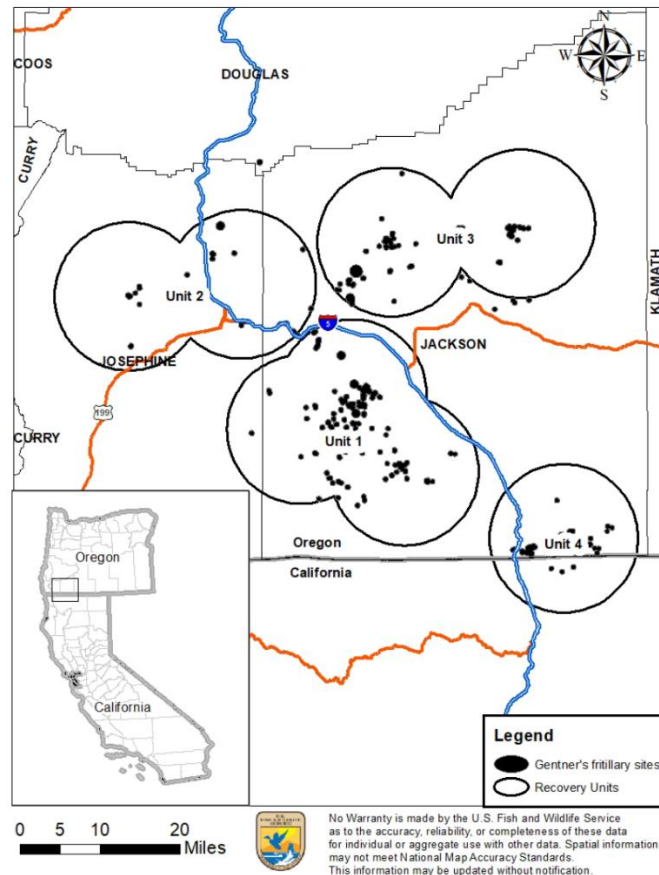 COOS
DOUGLAS
CURRY
N
W
E
S
Unit 3
KLAMATH
Unit 2
5
JACKSON
JOSEPHINE
199
CURRY
Unit 1
Unit 4
Oregon
California
Oregon
California
Legend
Gentner's fritillary sites
Recovery Units
0 5 10 20
Miles
No Warranty is made by the U.S. Fish and Wildlife Service
as to the accuracy, reliability, or completeness of these data
for individual or aggregate use with other data. Spatial information
may not meet National Map Accuracy Standards.
This information may be updated without notification.